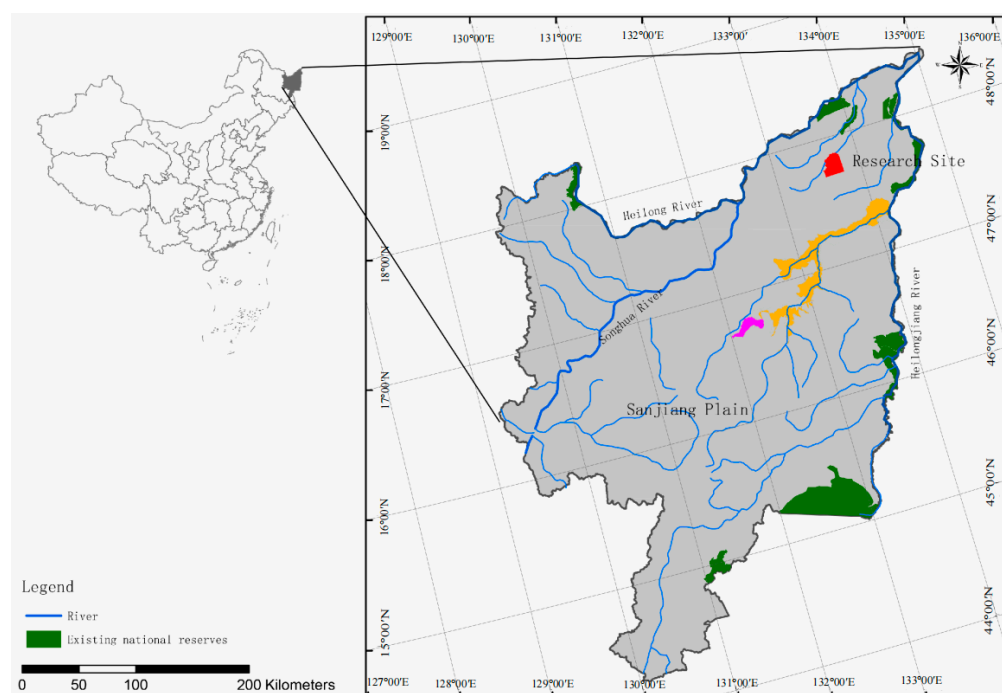 129°00'E
130°00'E
131°00'E
132°00'E
133°00'
134°00'E
135°00'E
136°00'E
48°00'N
47°00'N
46°00'N
45°00'N
44°00'N
19°00'N
18°00'N
17°00'N
16°00'N
15°00'N
Research Site
Heilong River
Songhua River
Heilongjiang River
Sanjiang Plain
Legend
River
Existing national reserves
0 50 100 200 Kilometers
127°00'E
128°00'E
129°00'E
130°00'E
131°00'E
132°00'E
133°00'E